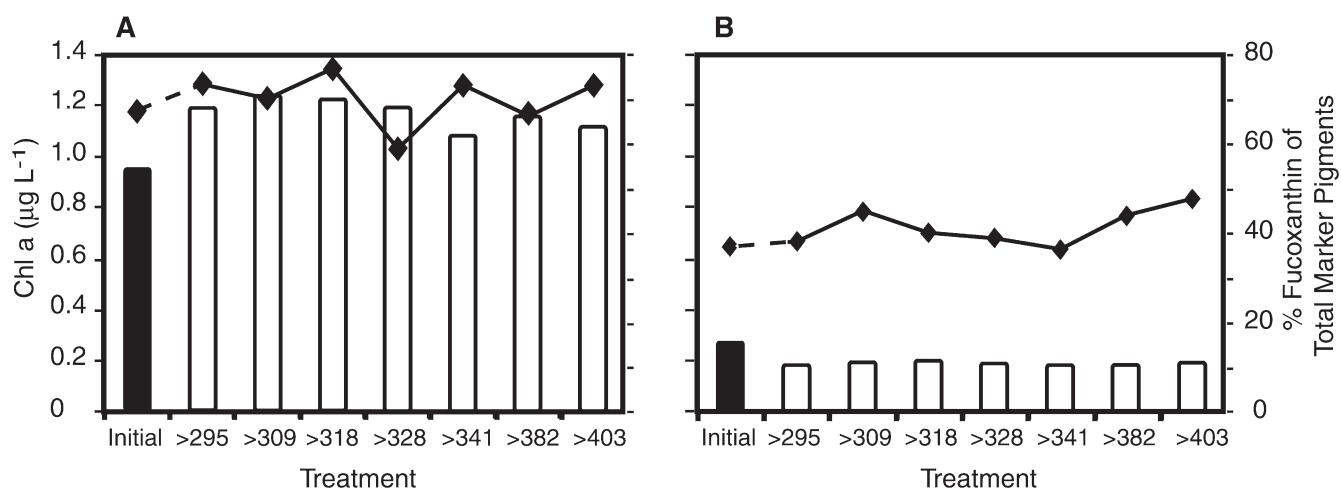 A
B
1.4
1.2
1.0
0.8
0.6
0.4
0.2
0
Chl a (µg L⁻¹)
Initial >295 >309 >318 >328 >341 >382 >403
Treatment
80
60
40
20
0
% Fucoxanthin of
Total Marker Pigments
Initial >295 >309 >318 >328 >341 >382 >403
Treatment